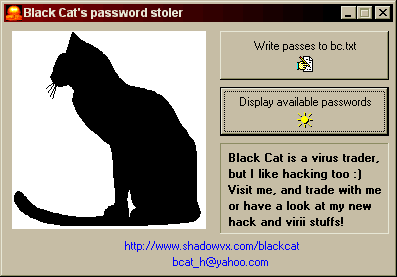 Black Cat's password stoler
Write passes to bc.txt
Display available passwords
Black Cat is a virus trader,
but I like hacking too :)
Visit me, and trade with me
or have a look at my new
hack and virii stuffs!
http://www.shadowvx.com/blackcat
bcat_h@yahoo.com